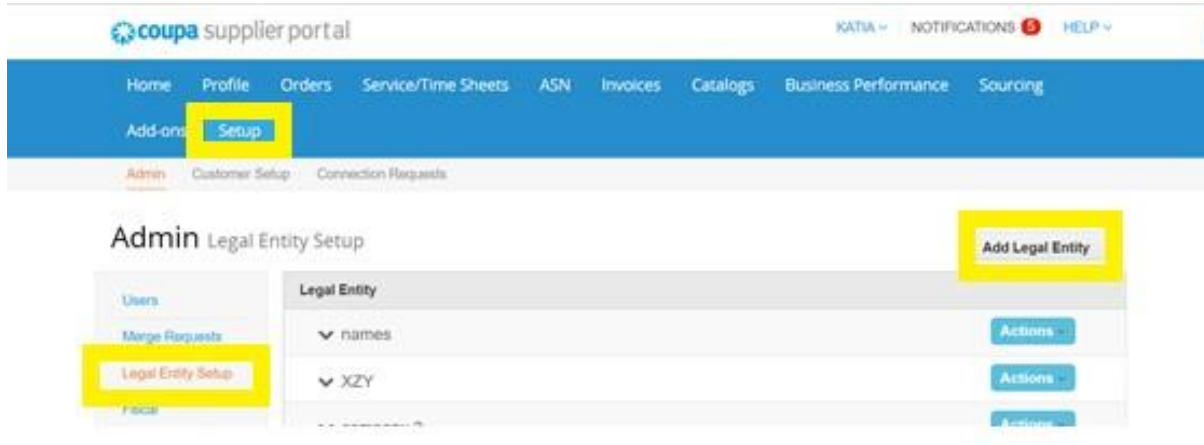 coupa supplier portal
KATIA NOTIFICATIONS 5 HELP
Home Profile Orders Service/Time Sheets ASN Invoices Catalogs Business Performance Sourcing
Add-ons Setup
Admin Customer Setup Connection Requests
Admin Legal Entity Setup
Add Legal Entity
Legal Entity
Users
names Actions
Merge Requests
XZY Actions
Legal Entity Setup
Actions
Fiscal